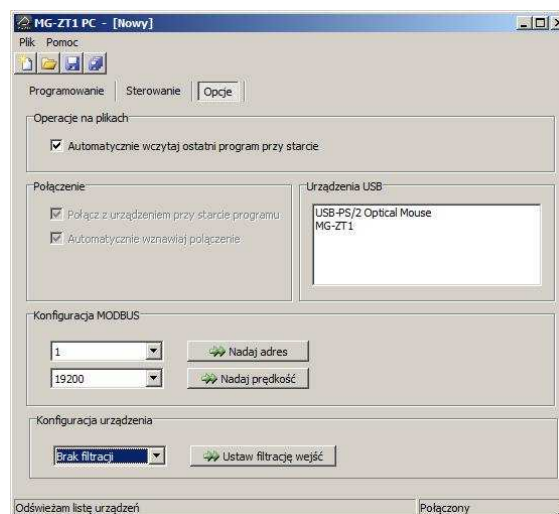 MG-ZT1 PC - [Nowy]
Plik Pomoc
Programowanie Sterowanie Opcje
Operacje na plikach
Automatycznie wczytaj ostatni program przy starcie
Połączenie
Połącz z urządzeniem przy starcie programu
Automatycznie wznawiaj połączenie
Urządzenia USB
USB-PS/2 Optical Mouse
MG-ZT1
Konfiguracja MODBUS
1 Nadaj adres
19200 Nadaj prędkość
Konfiguracja urządzenia
Brak filtracji Ustaw filtrację wejść
Odświeżam listę urządzeń Połączony